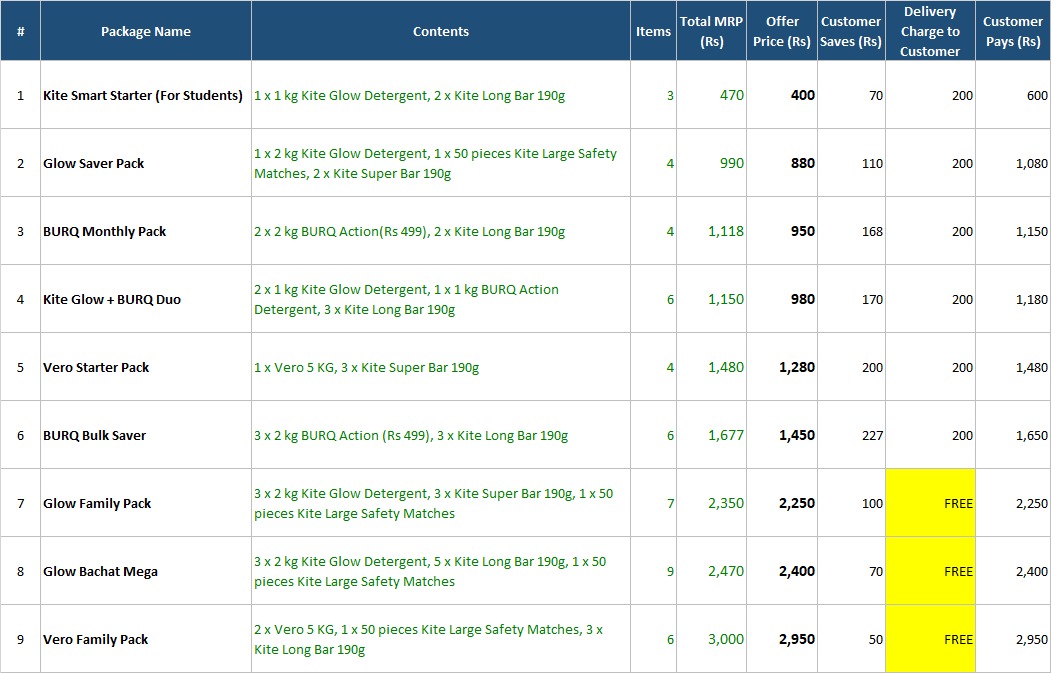 # Package Name Contents Items Total MRP (Rs) Offer Price (Rs) Customer Saves (Rs) Delivery Charge to Customer Customer Pays (Rs)
1 Kite Smart Starter (For Students) 1 x 1 kg Kite Glow Detergent, 2 x Kite Long Bar 190g 3 470 400 70 200 600
2 Glow Saver Pack 1 x 2 kg Kite Glow Detergent, 1 x 50 pieces Kite Large Safety Matches, 2 x Kite Super Bar 190g 4 990 880 110 200 1,080
3 BURQ Monthly Pack 2 x 2 kg BURQ Action(Rs 499), 2 x Kite Long Bar 190g 4 1,118 950 168 200 1,150
4 Kite Glow + BURQ Duo 2 x 1 kg Kite Glow Detergent, 1 x 1 kg BURQ Action Detergent, 3 x Kite Long Bar 190g 6 1,150 980 170 200 1,180
5 Vero Starter Pack 1 x Vero 5 KG, 3 x Kite Super Bar 190g 4 1,480 1,280 200 200 1,480
6 BURQ Bulk Saver 3 x 2 kg BURQ Action (Rs 499), 3 x Kite Long Bar 190g 6 1,677 1,450 227 200 1,650
7 Glow Family Pack 3 x 2 kg Kite Glow Detergent, 3 x Kite Super Bar 190g, 1 x 50 pieces Kite Large Safety Matches 7 2,350 2,250 100 FREE 2,250
8 Glow Bachat Mega 3 x 2 kg Kite Glow Detergent, 5 x Kite Long Bar 190g, 1 x 50 pieces Kite Large Safety Matches 9 2,470 2,400 70 FREE 2,400
9 Vero Family Pack 2 x Vero 5 KG, 1 x 50 pieces Kite Large Safety Matches, 3 x Kite Long Bar 190g 6 3,000 2,950 50 FREE 2,950